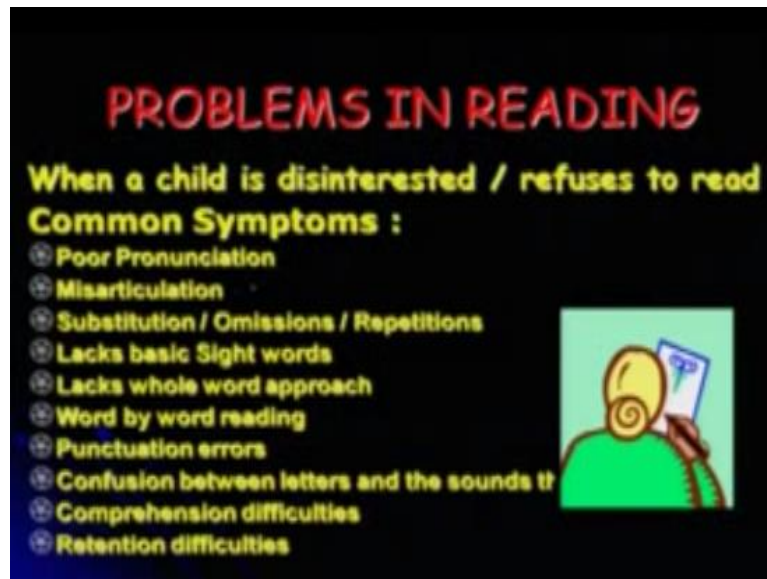 PROBLEMS IN READING
When a child is disinterested / refuses to read
Common Symptoms :
Poor Pronunciation
Misarticulation
Substitution / Omissions / Repetitions
Lacks basic Sight words
Lacks whole word approach
Word by word reading
Punctuation errors
Confusion between letters and the sounds
Comprehension difficulties
Retention difficulties